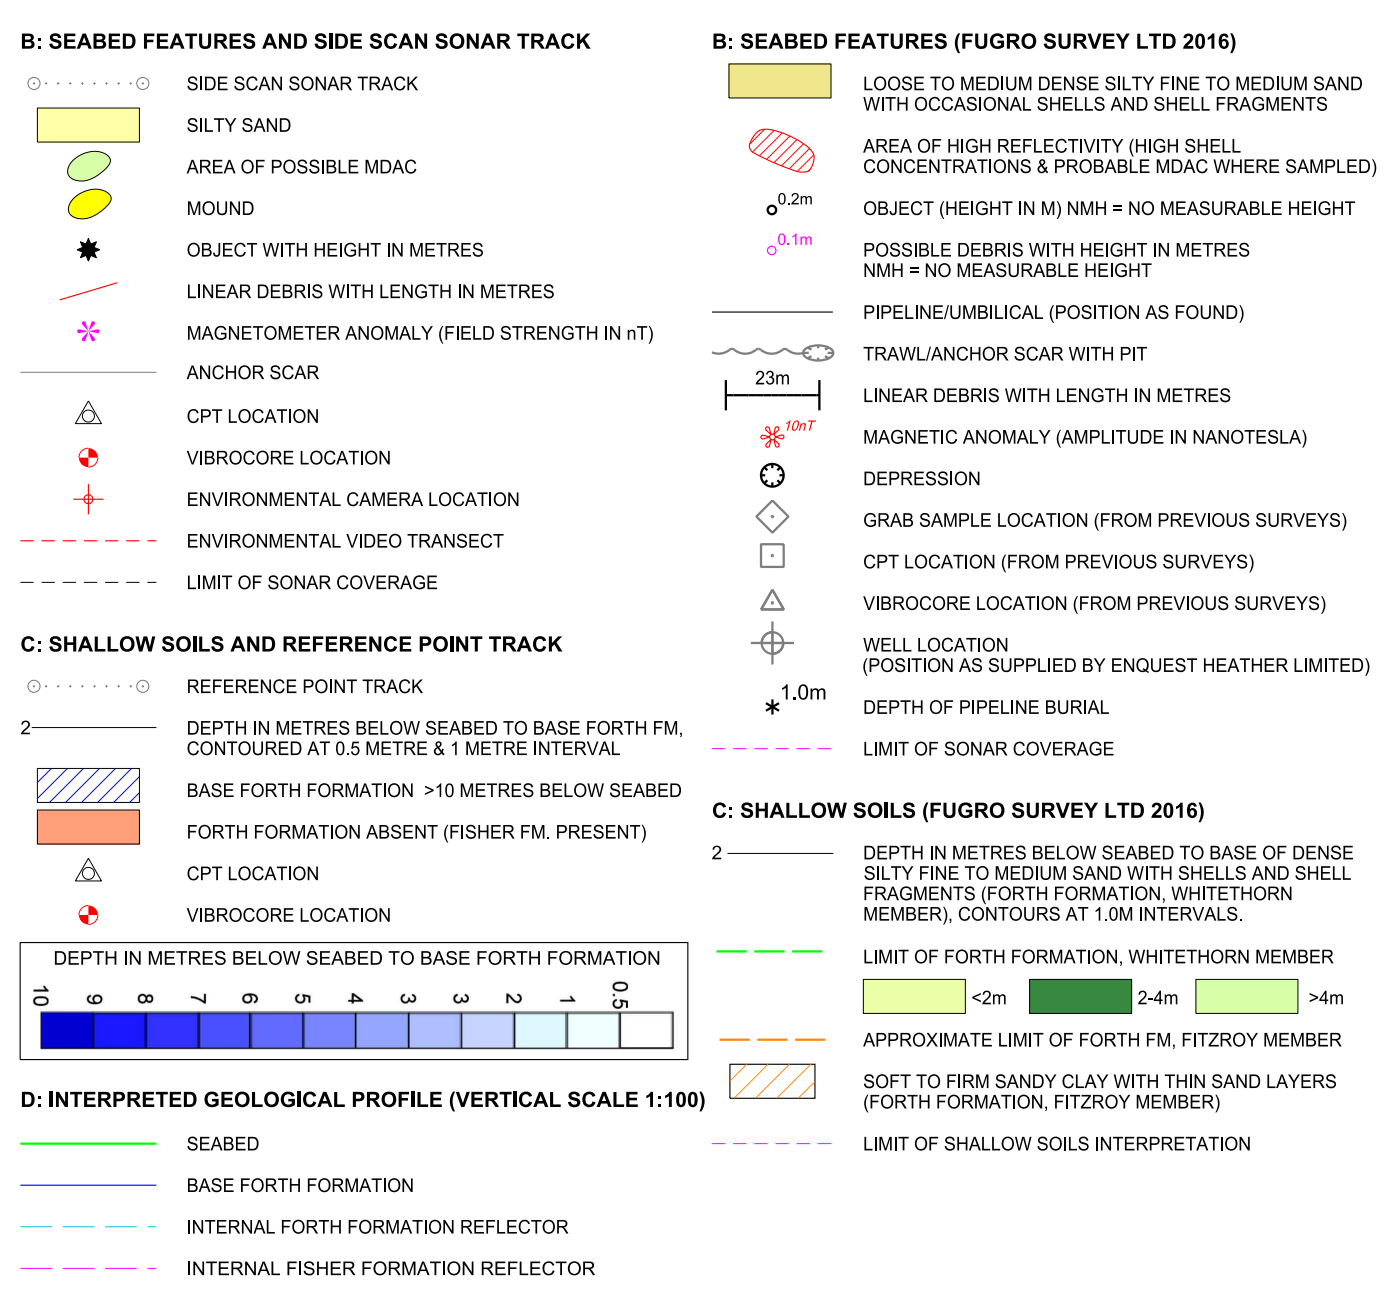 B: SEABED FEATURES AND SIDE SCAN SONAR TRACK
SIDE SCAN SONAR TRACK
SILTY SAND
AREA OF POSSIBLE MDAC
MOUND
OBJECT WITH HEIGHT IN METRES
LINEAR DEBRIS WITH LENGTH IN METRES
MAGNETOMETER ANOMALY (FIELD STRENGTH IN nT)
ANCHOR SCAR
CPT LOCATION
VIBROCORE LOCATION
ENVIRONMENTAL CAMERA LOCATION
ENVIRONMENTAL VIDEO TRANSECT
LIMIT OF SONAR COVERAGE
C: SHALLOW SOILS AND REFERENCE POINT TRACK
REFERENCE POINT TRACK
2 DEPTH IN METRES BELOW SEABED TO BASE FORTH FM,
CONTOURED AT 0.5 METRE & 1 METRE INTERVAL
BASE FORTH FORMATION >10 METRES BELOW SEABED
FORTH FORMATION ABSENT (FISHER FM. PRESENT)
CPT LOCATION
VIBROCORE LOCATION
DEPTH IN METRES BELOW SEABED TO BASE FORTH FORMATION
10 9 8 7 6 5 4 3 3 2 1 0.5
D: INTERPRETED GEOLOGICAL PROFILE (VERTICAL SCALE 1:100)
SEABED
BASE FORTH FORMATION
INTERNAL FORTH FORMATION REFLECTOR
INTERNAL FISHER FORMATION REFLECTOR
B: SEABED FEATURES (FUGRO SURVEY LTD 2016)
LOOSE TO MEDIUM DENSE SILTY FINE TO MEDIUM SAND
WITH OCCASIONAL SHELLS AND SHELL FRAGMENTS
AREA OF HIGH REFLECTIVITY (HIGH SHELL
CONCENTRATIONS & PROBABLE MDAC WHERE SAMPLED)
0.2m OBJECT (HEIGHT IN M) NMH = NO MEASURABLE HEIGHT
0.1m POSSIBLE DEBRIS WITH HEIGHT IN METRES
NMH = NO MEASURABLE HEIGHT
PIPELINE/UMBILICAL (POSITION AS FOUND)
TRAWL/ANCHOR SCAR WITH PIT
23m LINEAR DEBRIS WITH LENGTH IN METRES
10nT MAGNETIC ANOMALY (AMPLITUDE IN NANOTESLA)
DEPRESSION
GRAB SAMPLE LOCATION (FROM PREVIOUS SURVEYS)
CPT LOCATION (FROM PREVIOUS SURVEYS)
VIBROCORE LOCATION (FROM PREVIOUS SURVEYS)
WELL LOCATION
(POSITION AS SUPPLIED BY ENQUEST HEATHER LIMITED)
1.0m DEPTH OF PIPELINE BURIAL
LIMIT OF SONAR COVERAGE
C: SHALLOW SOILS (FUGRO SURVEY LTD 2016)
2 DEPTH IN METRES BELOW SEABED TO BASE OF DENSE
SILTY FINE TO MEDIUM SAND WITH SHELLS AND SHELL
FRAGMENTS (FORTH FORMATION, WHITETHORN
MEMBER), CONTOURS AT 1.0M INTERVALS.
LIMIT OF FORTH FORMATION, WHITETHORN MEMBER
<2m 2-4m >4m
APPROXIMATE LIMIT OF FORTH FM, FITZROY MEMBER
SOFT TO FIRM SANDY CLAY WITH THIN SAND LAYERS
(FORTH FORMATION, FITZROY MEMBER)
LIMIT OF SHALLOW SOILS INTERPRETATION